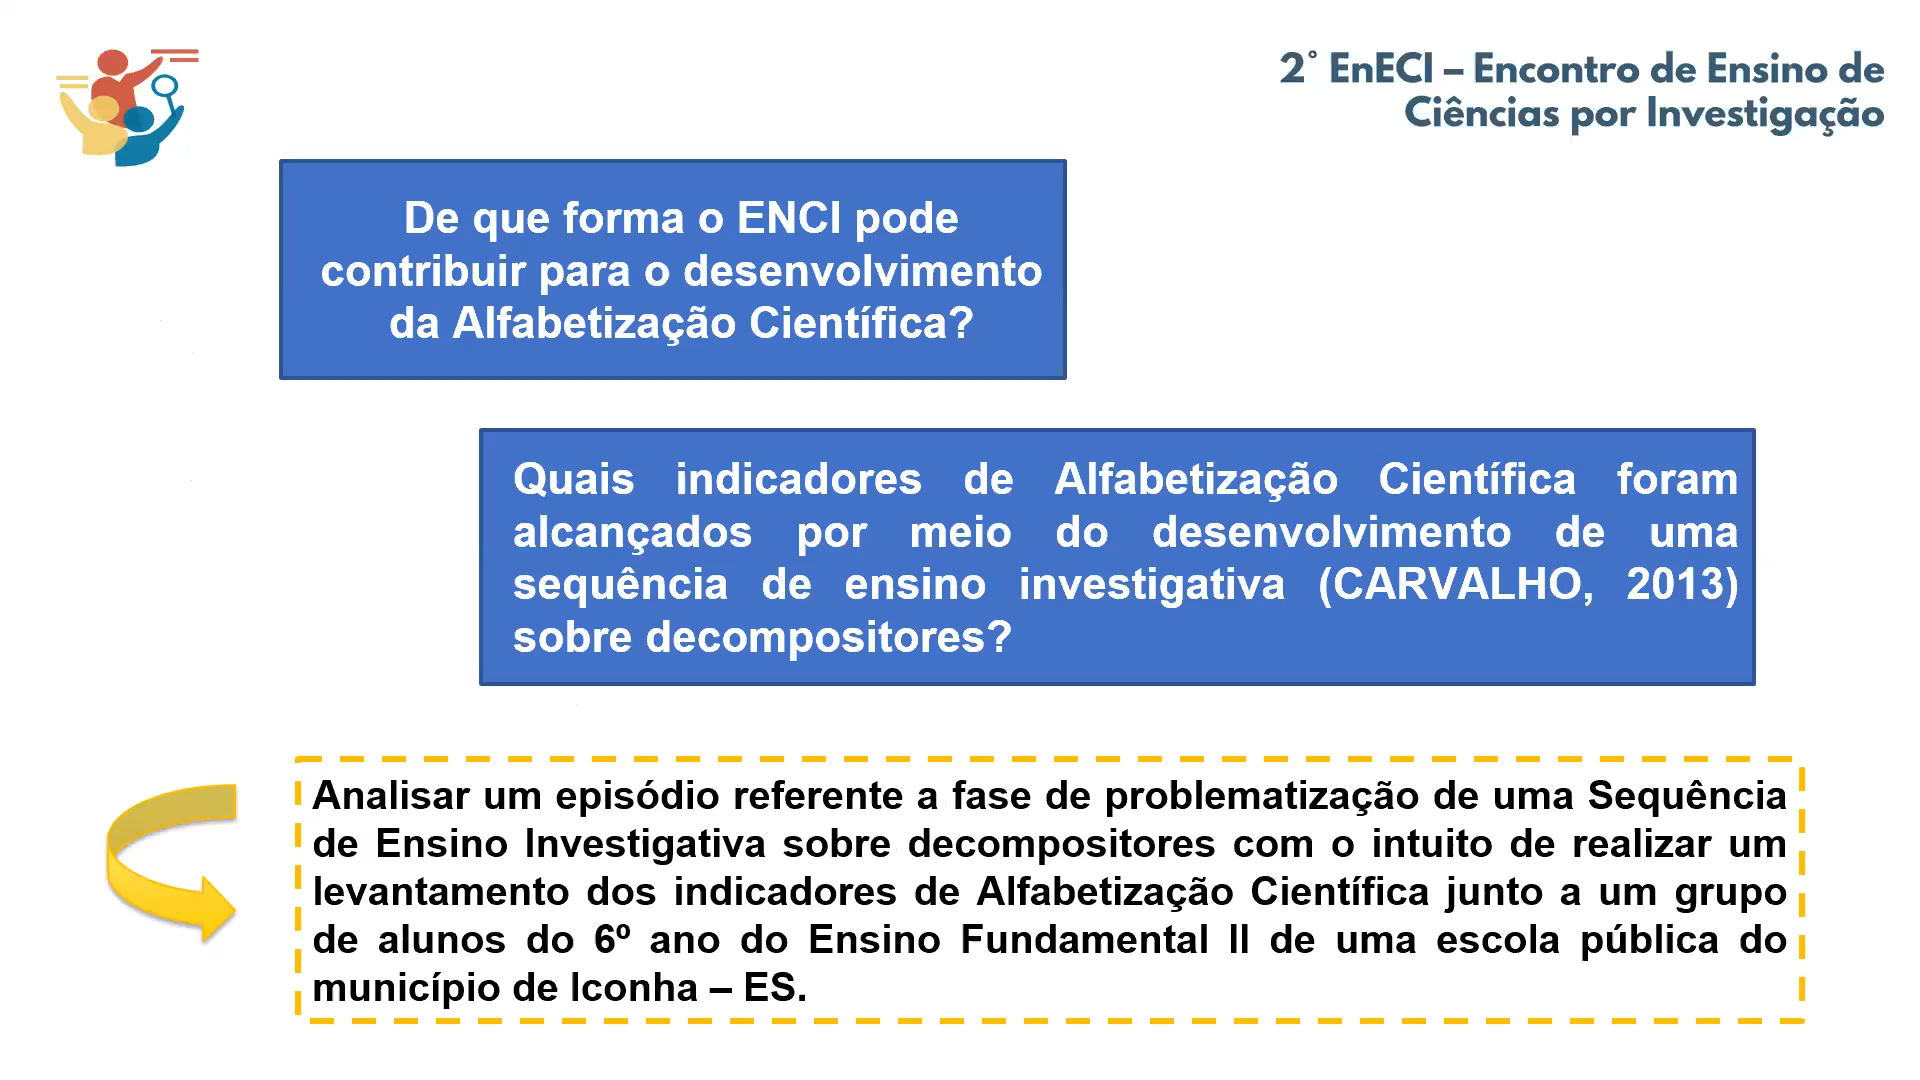 2° EnECI – Encontro de Ensino de
Ciências por Investigação
De que forma o ENCI pode
contribuir para o desenvolvimento
da Alfabetização Científica?
Quais indicadores de Alfabetização Científica foram
alcançados por meio do desenvolvimento de uma
sequência de ensino investigativa (CARVALHO, 2013)
sobre decompositores?
Analisar um episódio referente a fase de problematização de uma Sequência
de Ensino Investigativa sobre decompositores com o intuito de realizar um
levantamento dos indicadores de Alfabetização Científica junto a um grupo
de alunos do 6º ano do Ensino Fundamental II de uma escola pública do
município de Iconha – ES.